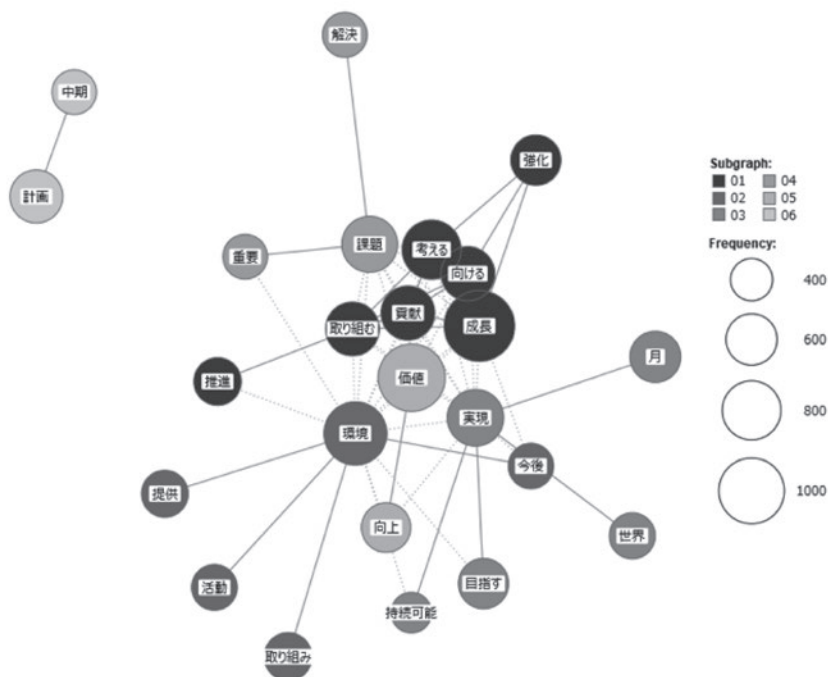 解決
中期
計画
強化
重要
課題
考える
向ける
取り組む
貢献
成長
推進
価値
月
環境
実現
今後
提供
向上
世界
活動
持続可能
目指す
取り組み
Subgraph:
01 04
02 05
03 06
Frequency:
400
600
800
1000